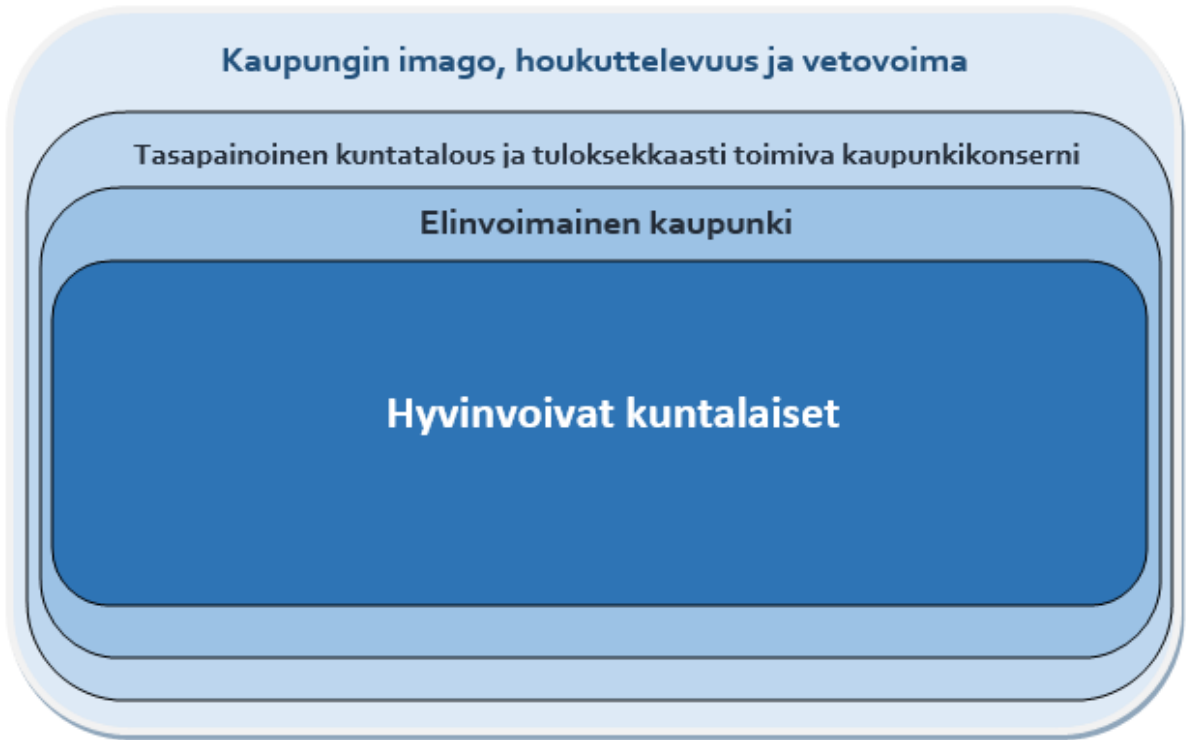 Kaupungin imago, houkuttelevuus ja vetovoima
Tasapainoinen kuntatalous ja tuloksekkaasti toimiva kaupunkikonserni
Elinvoimainen kaupunki
Hyvinvoivat kuntalaiset